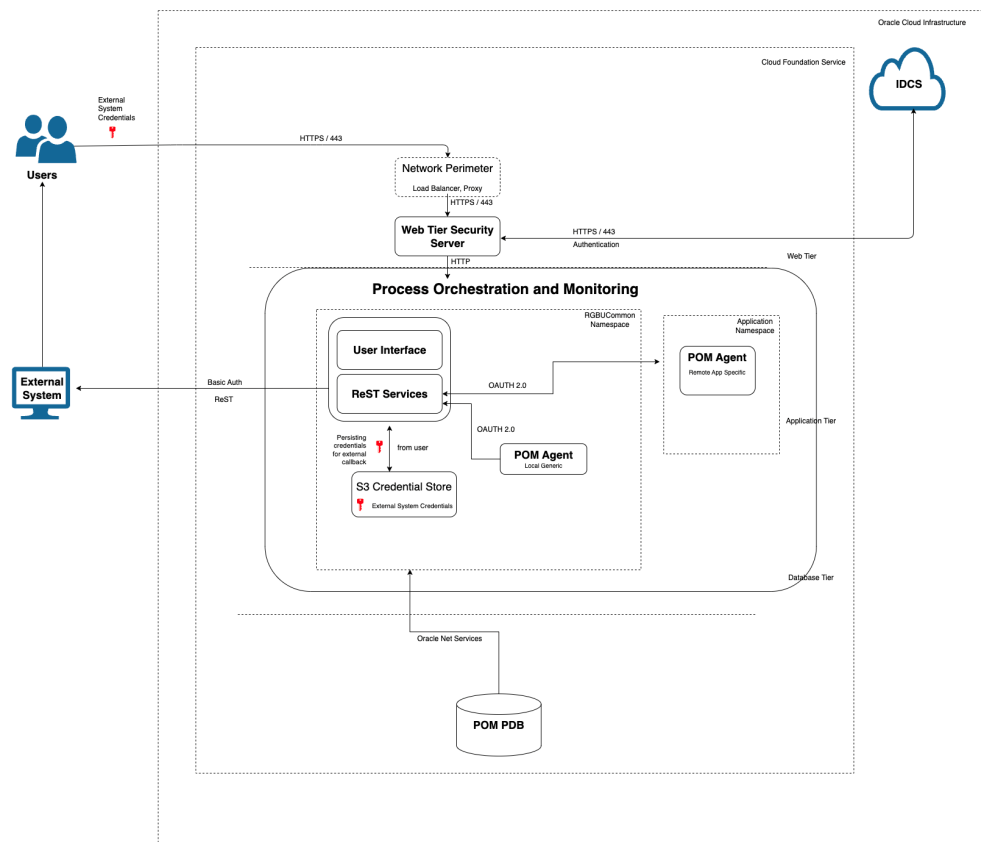 Oracle Cloud Infrastructure
Cloud Foundation Service
IDCS
External
System
Credentials
HTTPS / 443
Users
Network Perimeter
Load Balancer, Proxy
HTTPS / 443
Web Tier Security
Server
HTTPS / 443
Authentication
HTTP
Web Tier
Process Orchestration and Monitoring
RGBUCommon
Namespace
Application
Namespace
User Interface
POM Agent
Remote App Specific
External
System
Basic Auth
ReST
ReST Services
OAUTH 2.0
Application Tier
OAUTH 2.0
Persisting
credentials
for external
callback
from user
POM Agent
Local Generic
S3 Credential Store
External System Credentials
Database Tier
Oracle Net Services
POM PDB